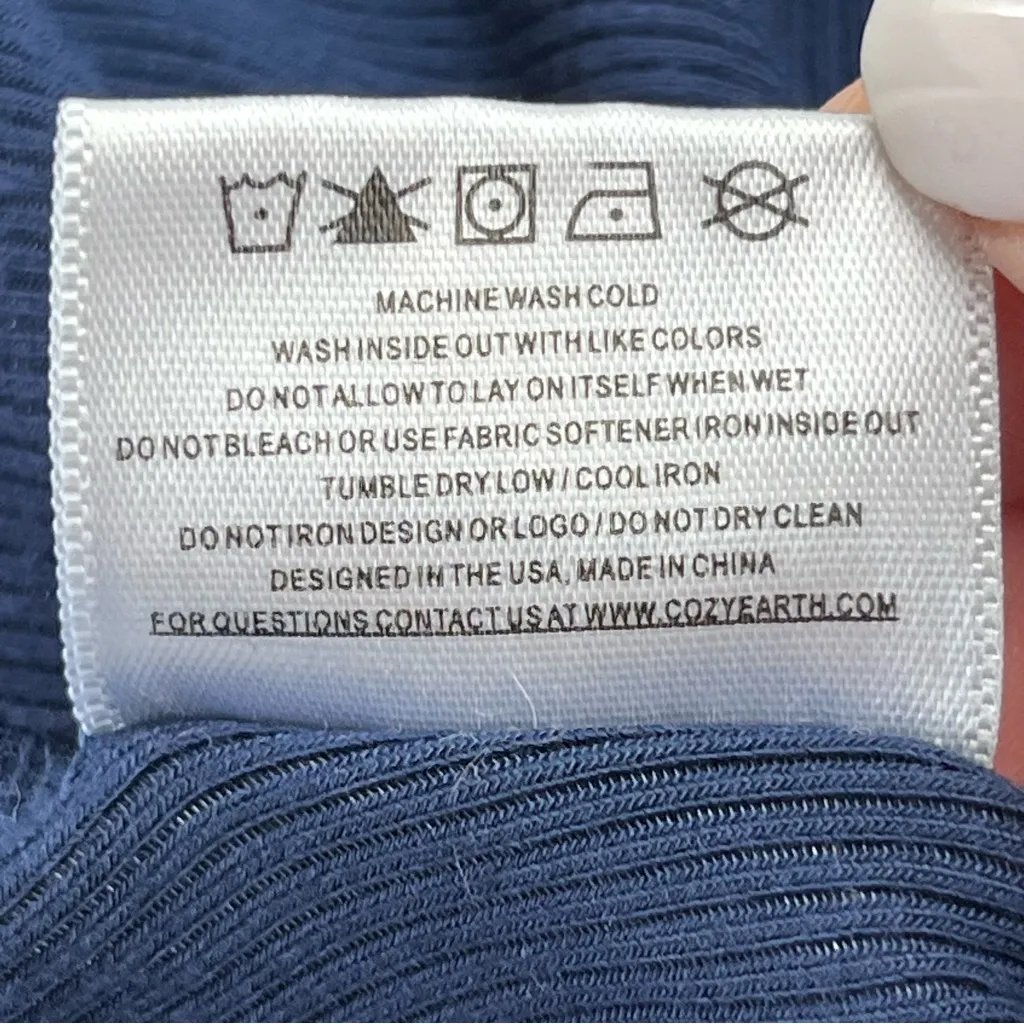 MACHINE WASH COLD
WASH INSIDE OUT WITH LIKE COLORS
DO NOT ALLOW TO LAY ON ITSELF WHEN WET
DO NOT BLEACH OR USE FABRIC SOFTENER IRON INSIDE OUT
TUMBLE DRY LOW / COOL IRON
DO NOT IRON DESIGN OR LOGO / DO NOT DRY CLEAN
DESIGNED IN THE USA, MADE IN CHINA
FOR QUESTIONS CONTACT US AT WWW.COZYEARTH.COM